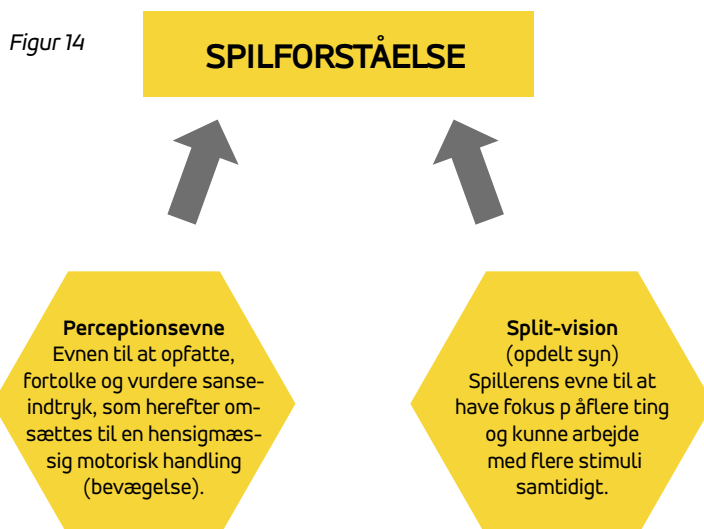 Figur 14
SPILFORSTÅELSE
Perceptionsevne
Evnen til at opfatte,
fortolke og vurdere sanse-
indtryk, som herefter om-
sættes til en hensigmæs-
sig motorisk handling
(bevægelse).
Split-vision
(opdelt syn)
Spillerens evne til at
have fokus p åflere ting
og kunne arbejde
med flere stimuli
samtidigt.